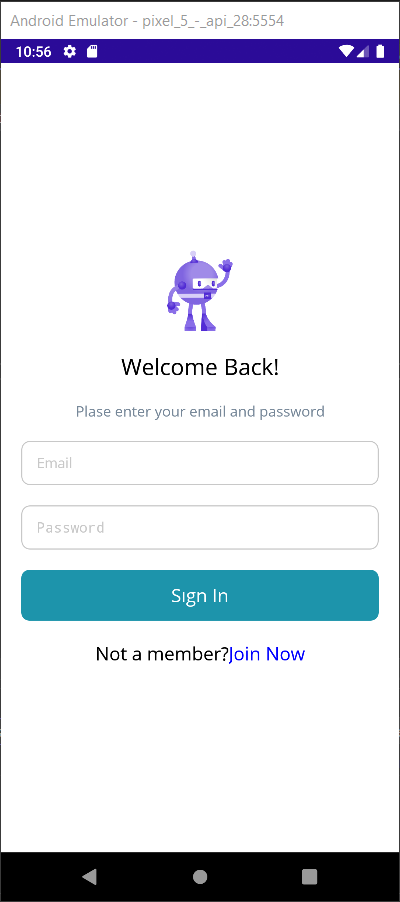 Android Emulator - pixel_5_-_api_28:5554
10:56
Welcome Back!
Plase enter your email and password
Email
Password
Sign In
Not a member?Join Now